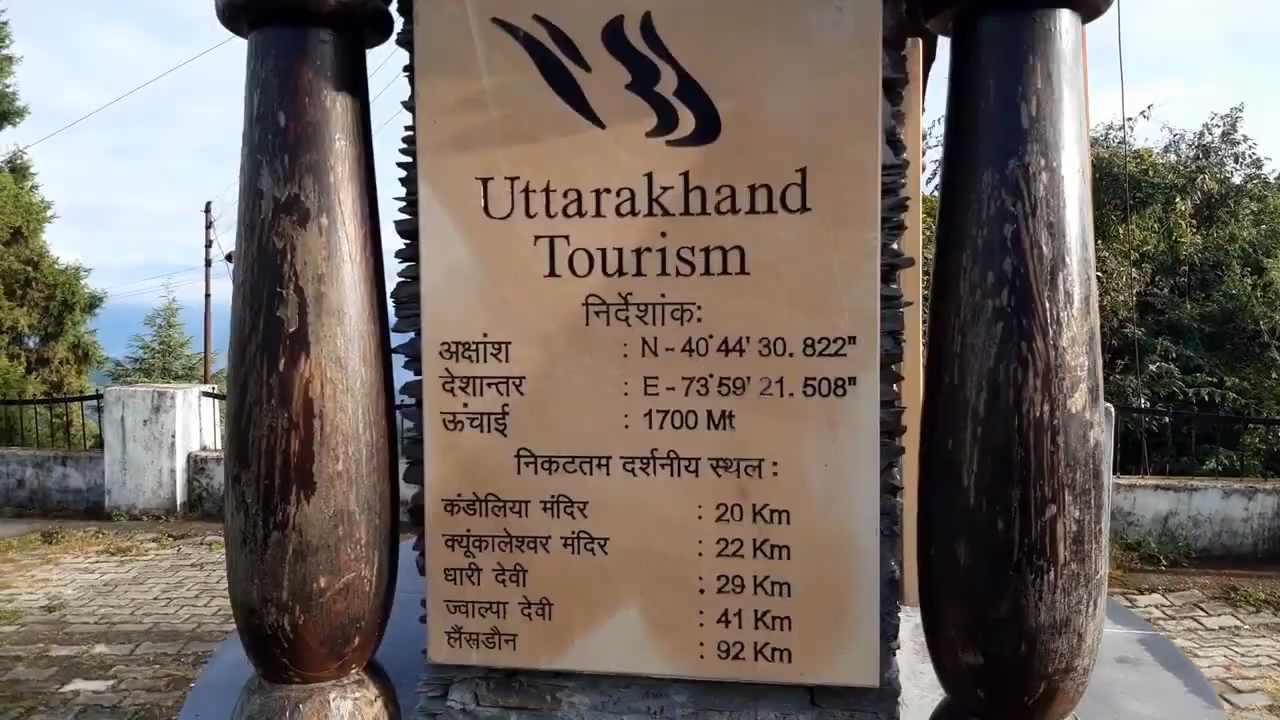 Uttarakhand
Tourism
निर्देशांक:
अक्षांश : N - 40° 44' 30. 822"
देशान्तर : E - 73° 59' 21. 508"
ऊंचाई : 1700 Mt
निकटतम दर्शनीय स्थल :
कंडोलिया मंदिर : 20 Km
क्यूंकालेश्वर मंदिर : 22 Km
धारी देवी : 29 Km
ज्वाल्पा देवी : 41 Km
लैंसडौन : 92 Km